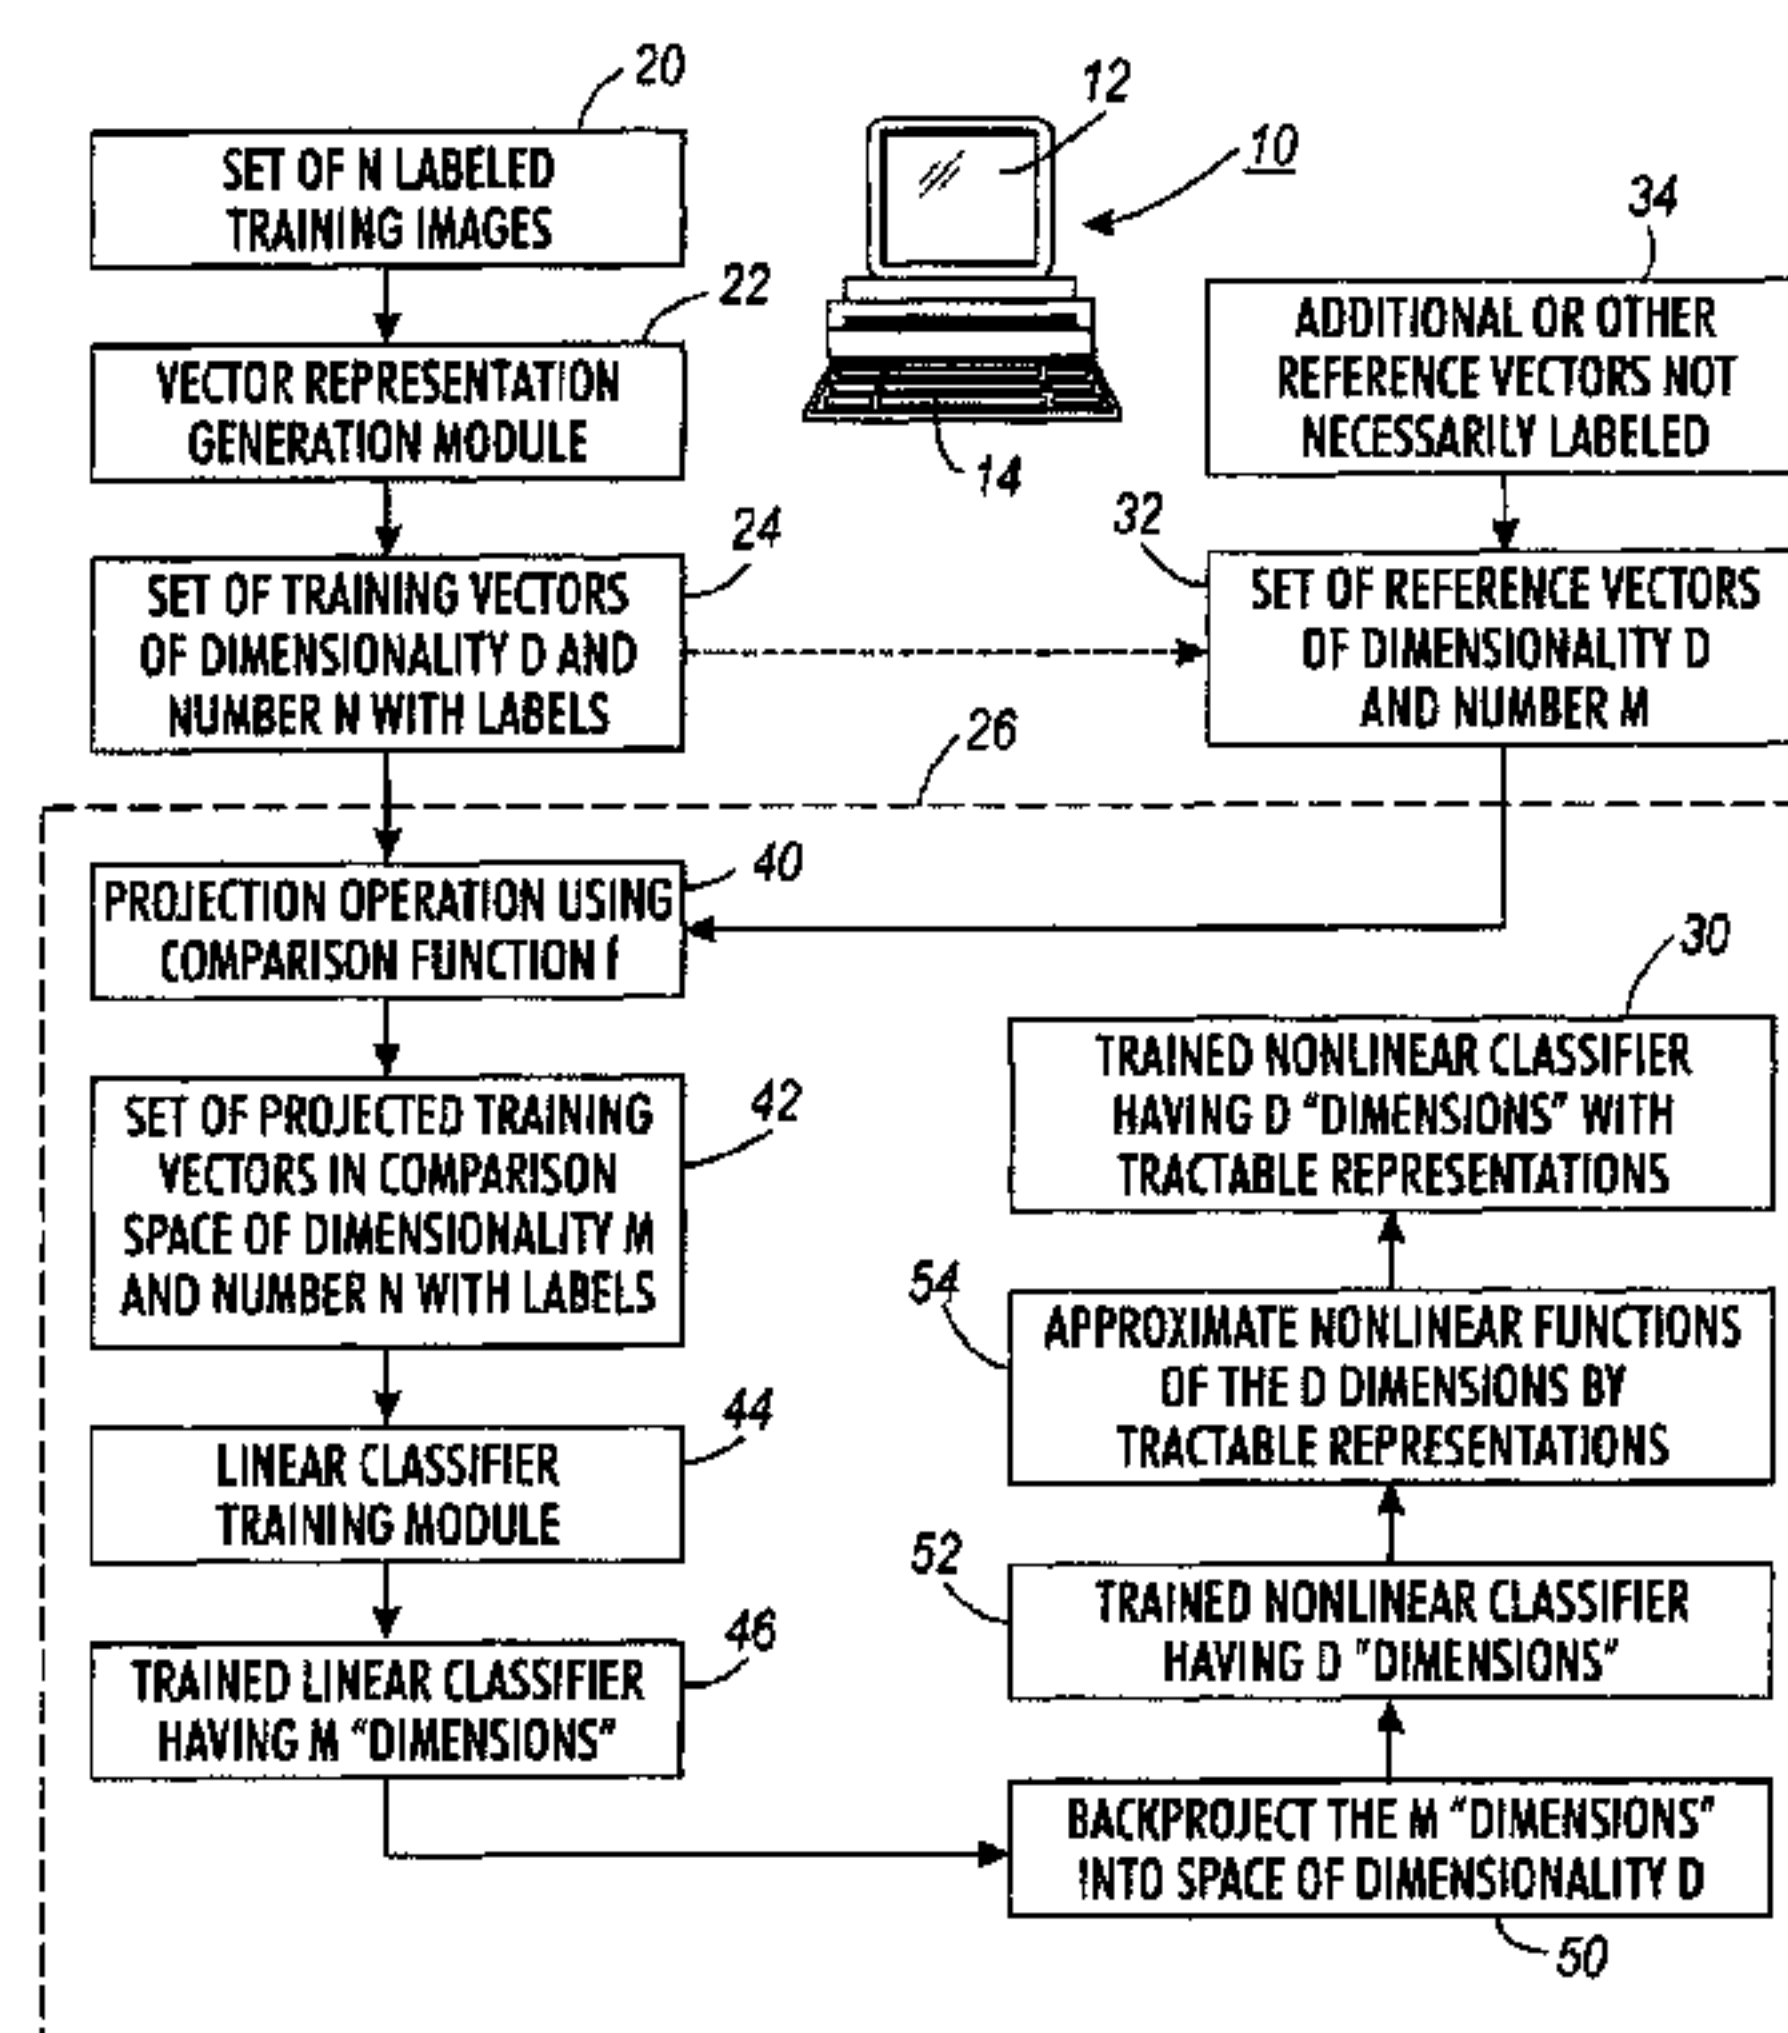 20
SET OF N LABELED
TRAINING IMAGES
22
VECTOR REPRESENTATION
GENERATION MODULE
24
SET OF TRAINING VECTORS
OF DIMENSIONALITY D AND
NUMBER N WITH LABELS
12
10
14
34
ADDITIONAL OR OTHER
REFERENCE VECTORS NOT
NECESSARILY LABELED
32
SET OF REFERENCE VECTORS
OF DIMENSIONALITY D
AND NUMBER M
26
40
PROJECTION OPERATION USING
COMPARISON FUNCTION f
42
SET OF PROJECTED TRAINING
VECTORS IN COMPARISON
SPACE OF DIMENSIONALITY M
AND NUMBER N WITH LABELS
44
LINEAR CLASSIFIER
TRAINING MODULE
46
TRAINED LINEAR CLASSIFIER
HAVING M "DIMENSIONS"
30
TRAINED NONLINEAR CLASSIFIER
HAVING D "DIMENSIONS" WITH
TRACTABLE REPRESENTATIONS
54
APPROXIMATE NONLINEAR FUNCTIONS
OF THE D DIMENSIONS BY
TRACTABLE REPRESENTATIONS
52
TRAINED NONLINEAR CLASSIFIER
HAVING D "DIMENSIONS"
BACKPROJECT THE M "DIMENSIONS"
INTO SPACE OF DIMENSIONALITY D
50